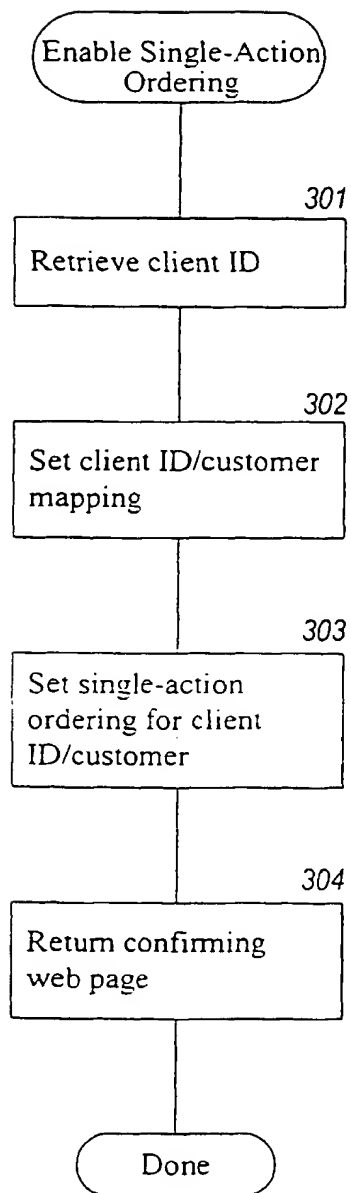 Enable Single-Action
Ordering
301
Retrieve client ID
302
Set client ID/customer
mapping
303
Set single-action
ordering for client
ID/customer
304
Return confirming
web page
Done